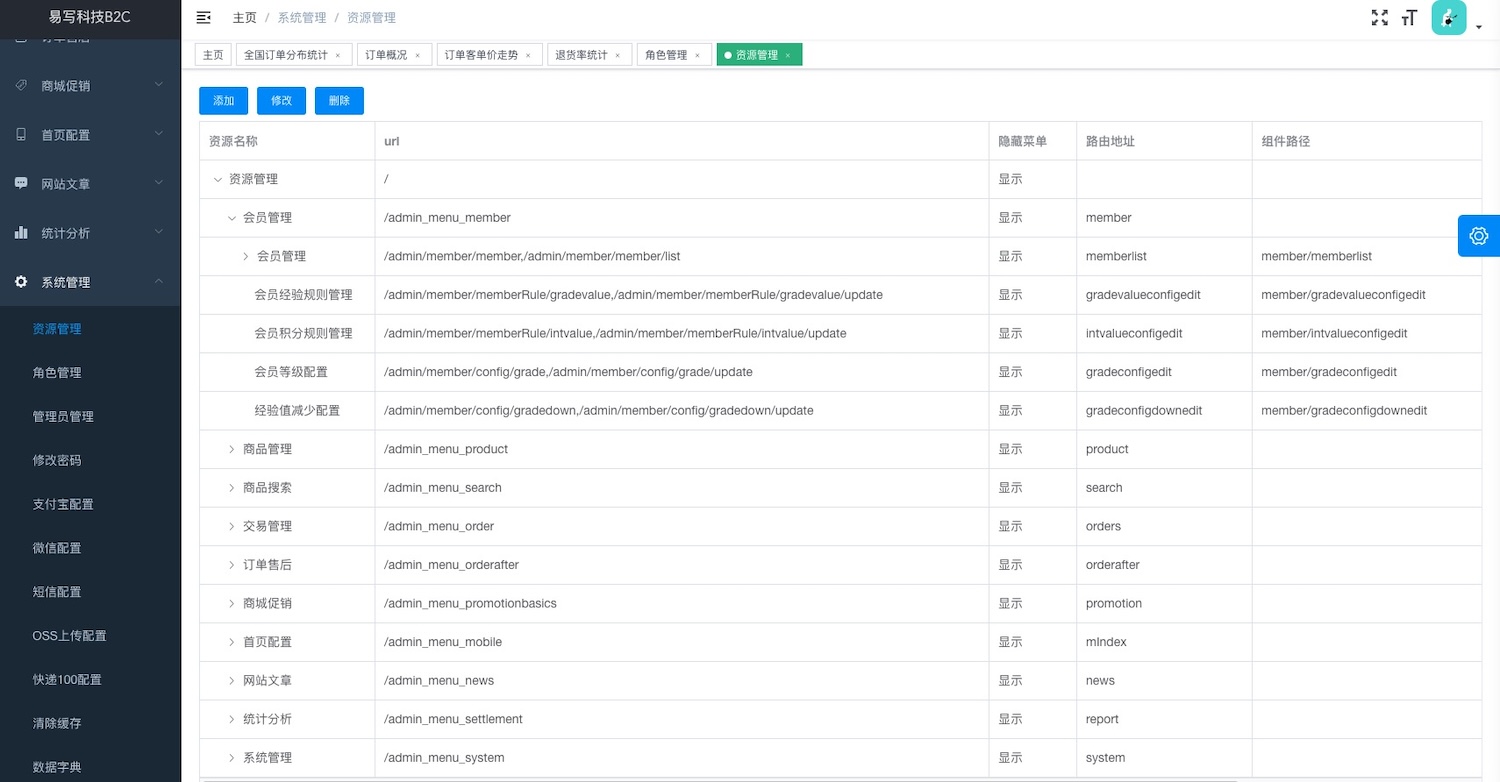 易写科技B2C
主页 / 系统管理 / 资源管理
主页 全国订单分布统计 × 订单概况 × 订单客单价走势 × 退货率统计 × 角色管理 × 资源管理 ×
订单售后
商城促销
首页配置
网站文章
统计分析
系统管理
资源管理
角色管理
管理员管理
修改密码
支付宝配置
微信配置
短信配置
OSS上传配置
快递100配置
清除缓存
数据字典
添加 修改 删除
资源名称 url 隐藏菜单 路由地址 组件路径
资源管理 / 显示
会员管理 /admin_menu_member 显示 member
会员管理 /admin/member/member,/admin/member/member/list 显示 memberlist member/memberlist
会员经验规则管理 /admin/member/memberRule/gradevalue,/admin/member/memberRule/gradevalue/update 显示 gradevalueconfigedit member/gradevalueconfigedit
会员积分规则管理 /admin/member/memberRule/intvalue,/admin/member/memberRule/intvalue/update 显示 intvalueconfigedit member/intvalueconfigedit
会员等级配置 /admin/member/config/grade,/admin/member/config/grade/update 显示 gradeconfigedit member/gradeconfigedit
经验值减少配置 /admin/member/config/gradedown,/admin/member/config/gradedown/update 显示 gradeconfigdownedit member/gradeconfigdownedit
商品管理 /admin_menu_product 显示 product
商品搜索 /admin_menu_search 显示 search
交易管理 /admin_menu_order 显示 orders
订单售后 /admin_menu_orderafter 显示 orderafter
商城促销 /admin_menu_promotionbasics 显示 promotion
首页配置 /admin_menu_mobile 显示 mIndex
网站文章 /admin_menu_news 显示 news
统计分析 /admin_menu_settlement 显示 report
系统管理 /admin_menu_system 显示 system